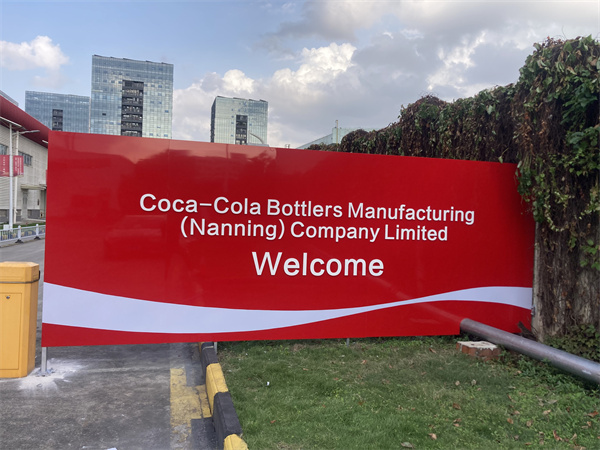 Coca-Cola Bottlers Manufacturing
(Nanning) Company Limited
Welcome